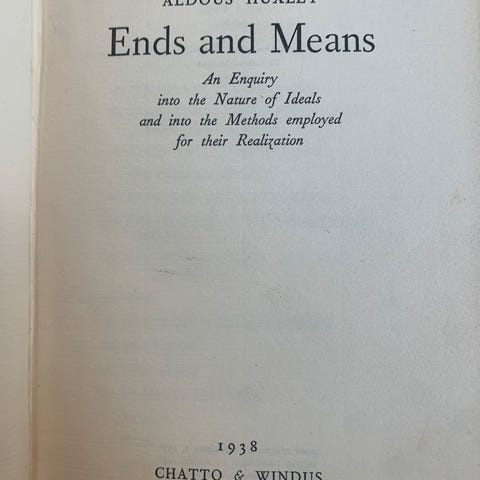 ALDOUS HUXLEY
Ends and Means
An Enquiry
into the Nature of Ideals
and into the Methods employed
for their Realization
1938
CHATTO & WINDUS